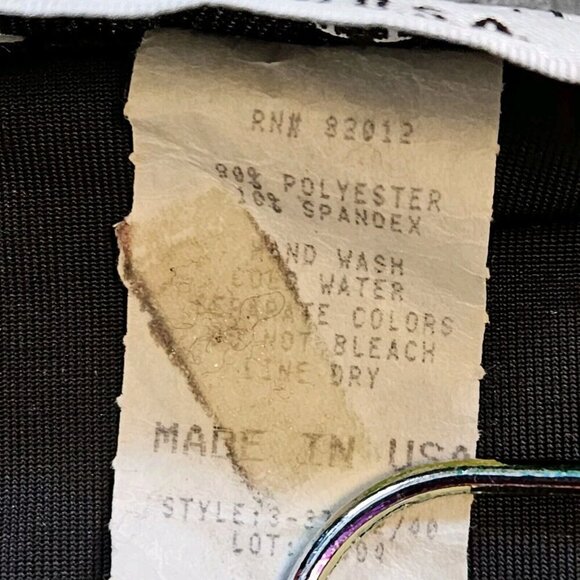 RN# 83012
90% POLYESTER
10% SPANDEX
HAND WASH
COLD WATER
SEPARATE COLORS
DO NOT BLEACH
LINE DRY
MADE IN USA
LOT: